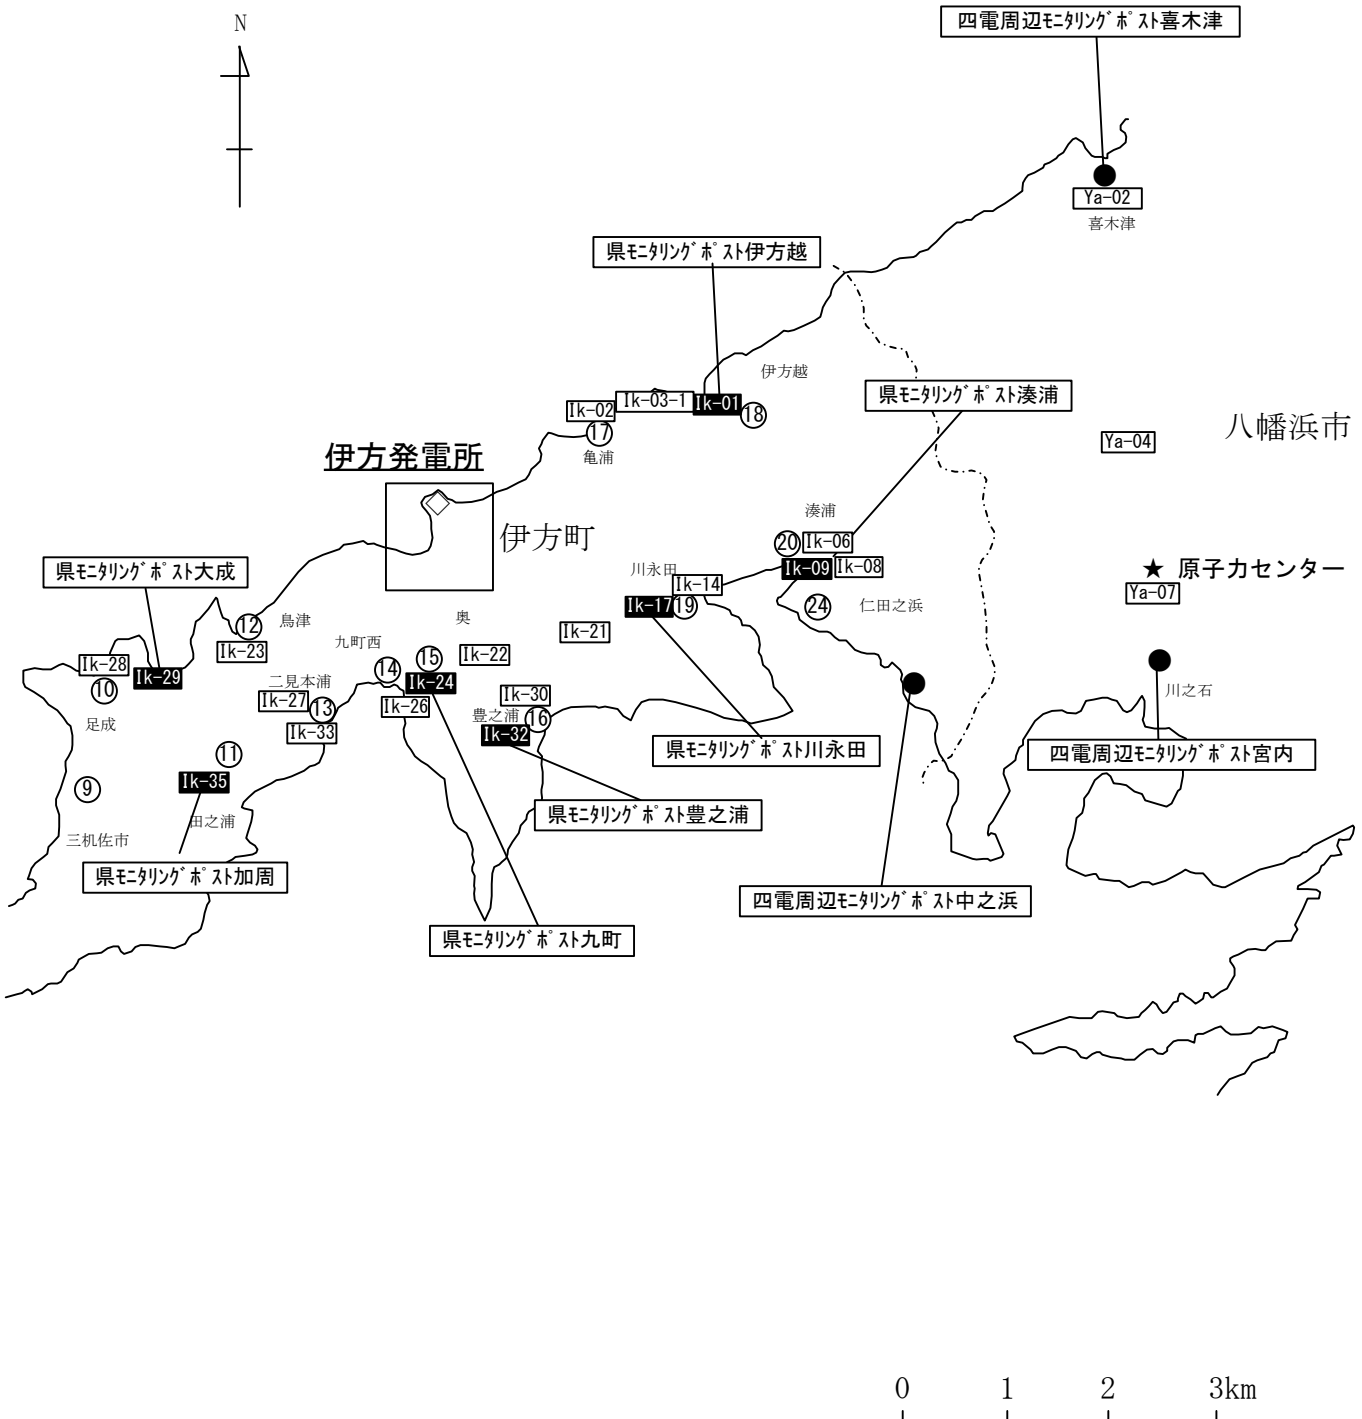 四電周辺ﾓﾆﾀﾘﾝｸﾞﾎﾟｽﾄ喜木津
N
Ya-02
喜木津
県ﾓﾆﾀﾘﾝｸﾞﾎﾟｽﾄ伊方越
伊方越
県ﾓﾆﾀﾘﾝｸﾞﾎﾟｽﾄ湊浦
Ik-02
Ik-03-1
Ik-01
⑱
⑰
亀浦
Ya-04
八幡浜市
伊方発電所
伊方町
湊浦
⑳
Ik-06
県ﾓﾆﾀﾘﾝｸﾞﾎﾟｽﾄ大成
川永田
Ik-14
Ik-09
Ik-08
★ 原子力センター
Ya-07
Ik-17
⑲
㉔
仁田之浜
⑫
鳥津
奥
Ik-21
九町西
Ik-23
Ik-28
Ik-29
⑭
⑮
Ik-22
Ik-24
⑩
二見本浦
Ik-27
⑬
Ik-26
Ik-30
川之石
足成
Ik-33
豊之浦
⑯
Ik-32
⑪
県ﾓﾆﾀﾘﾝｸﾞﾎﾟｽﾄ川永田
四電周辺ﾓﾆﾀﾘﾝｸﾞﾎﾟｽﾄ宮内
⑨
Ik-35
田之浦
県ﾓﾆﾀﾘﾝｸﾞﾎﾟｽﾄ豊之浦
三机佐市
県ﾓﾆﾀﾘﾝｸﾞﾎﾟｽﾄ加周
四電周辺ﾓﾆﾀﾘﾝｸﾞﾎﾟｽﾄ中之浜
県ﾓﾆﾀﾘﾝｸﾞﾎﾟｽﾄ九町
0 1 2 3km